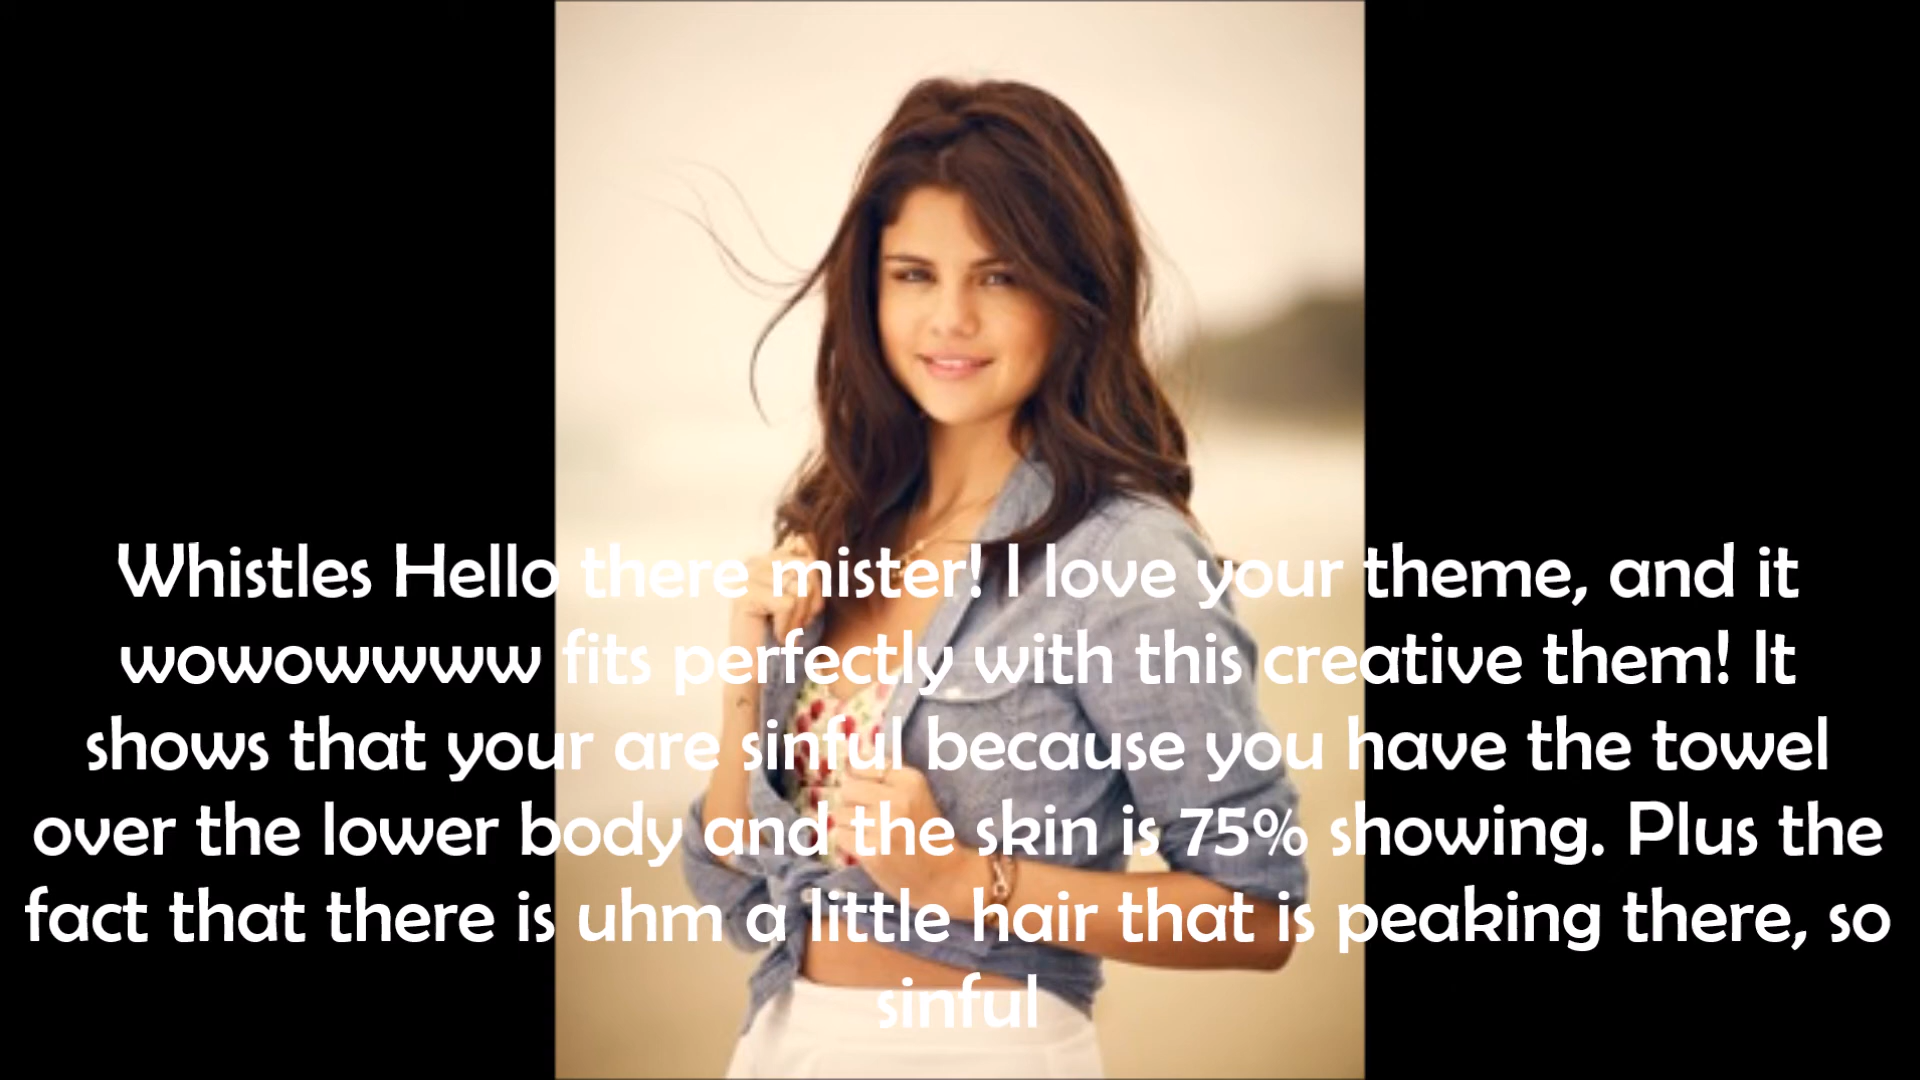 Whistles Hello there mister! I love your theme, and it
wowowwww fits perfectly with this creative them! It
shows that your are sinful because you have the towel
over the lower body and the skin is 75% showing. Plus the
fact that there is uhm a little hair that is peaking there, so
sinful